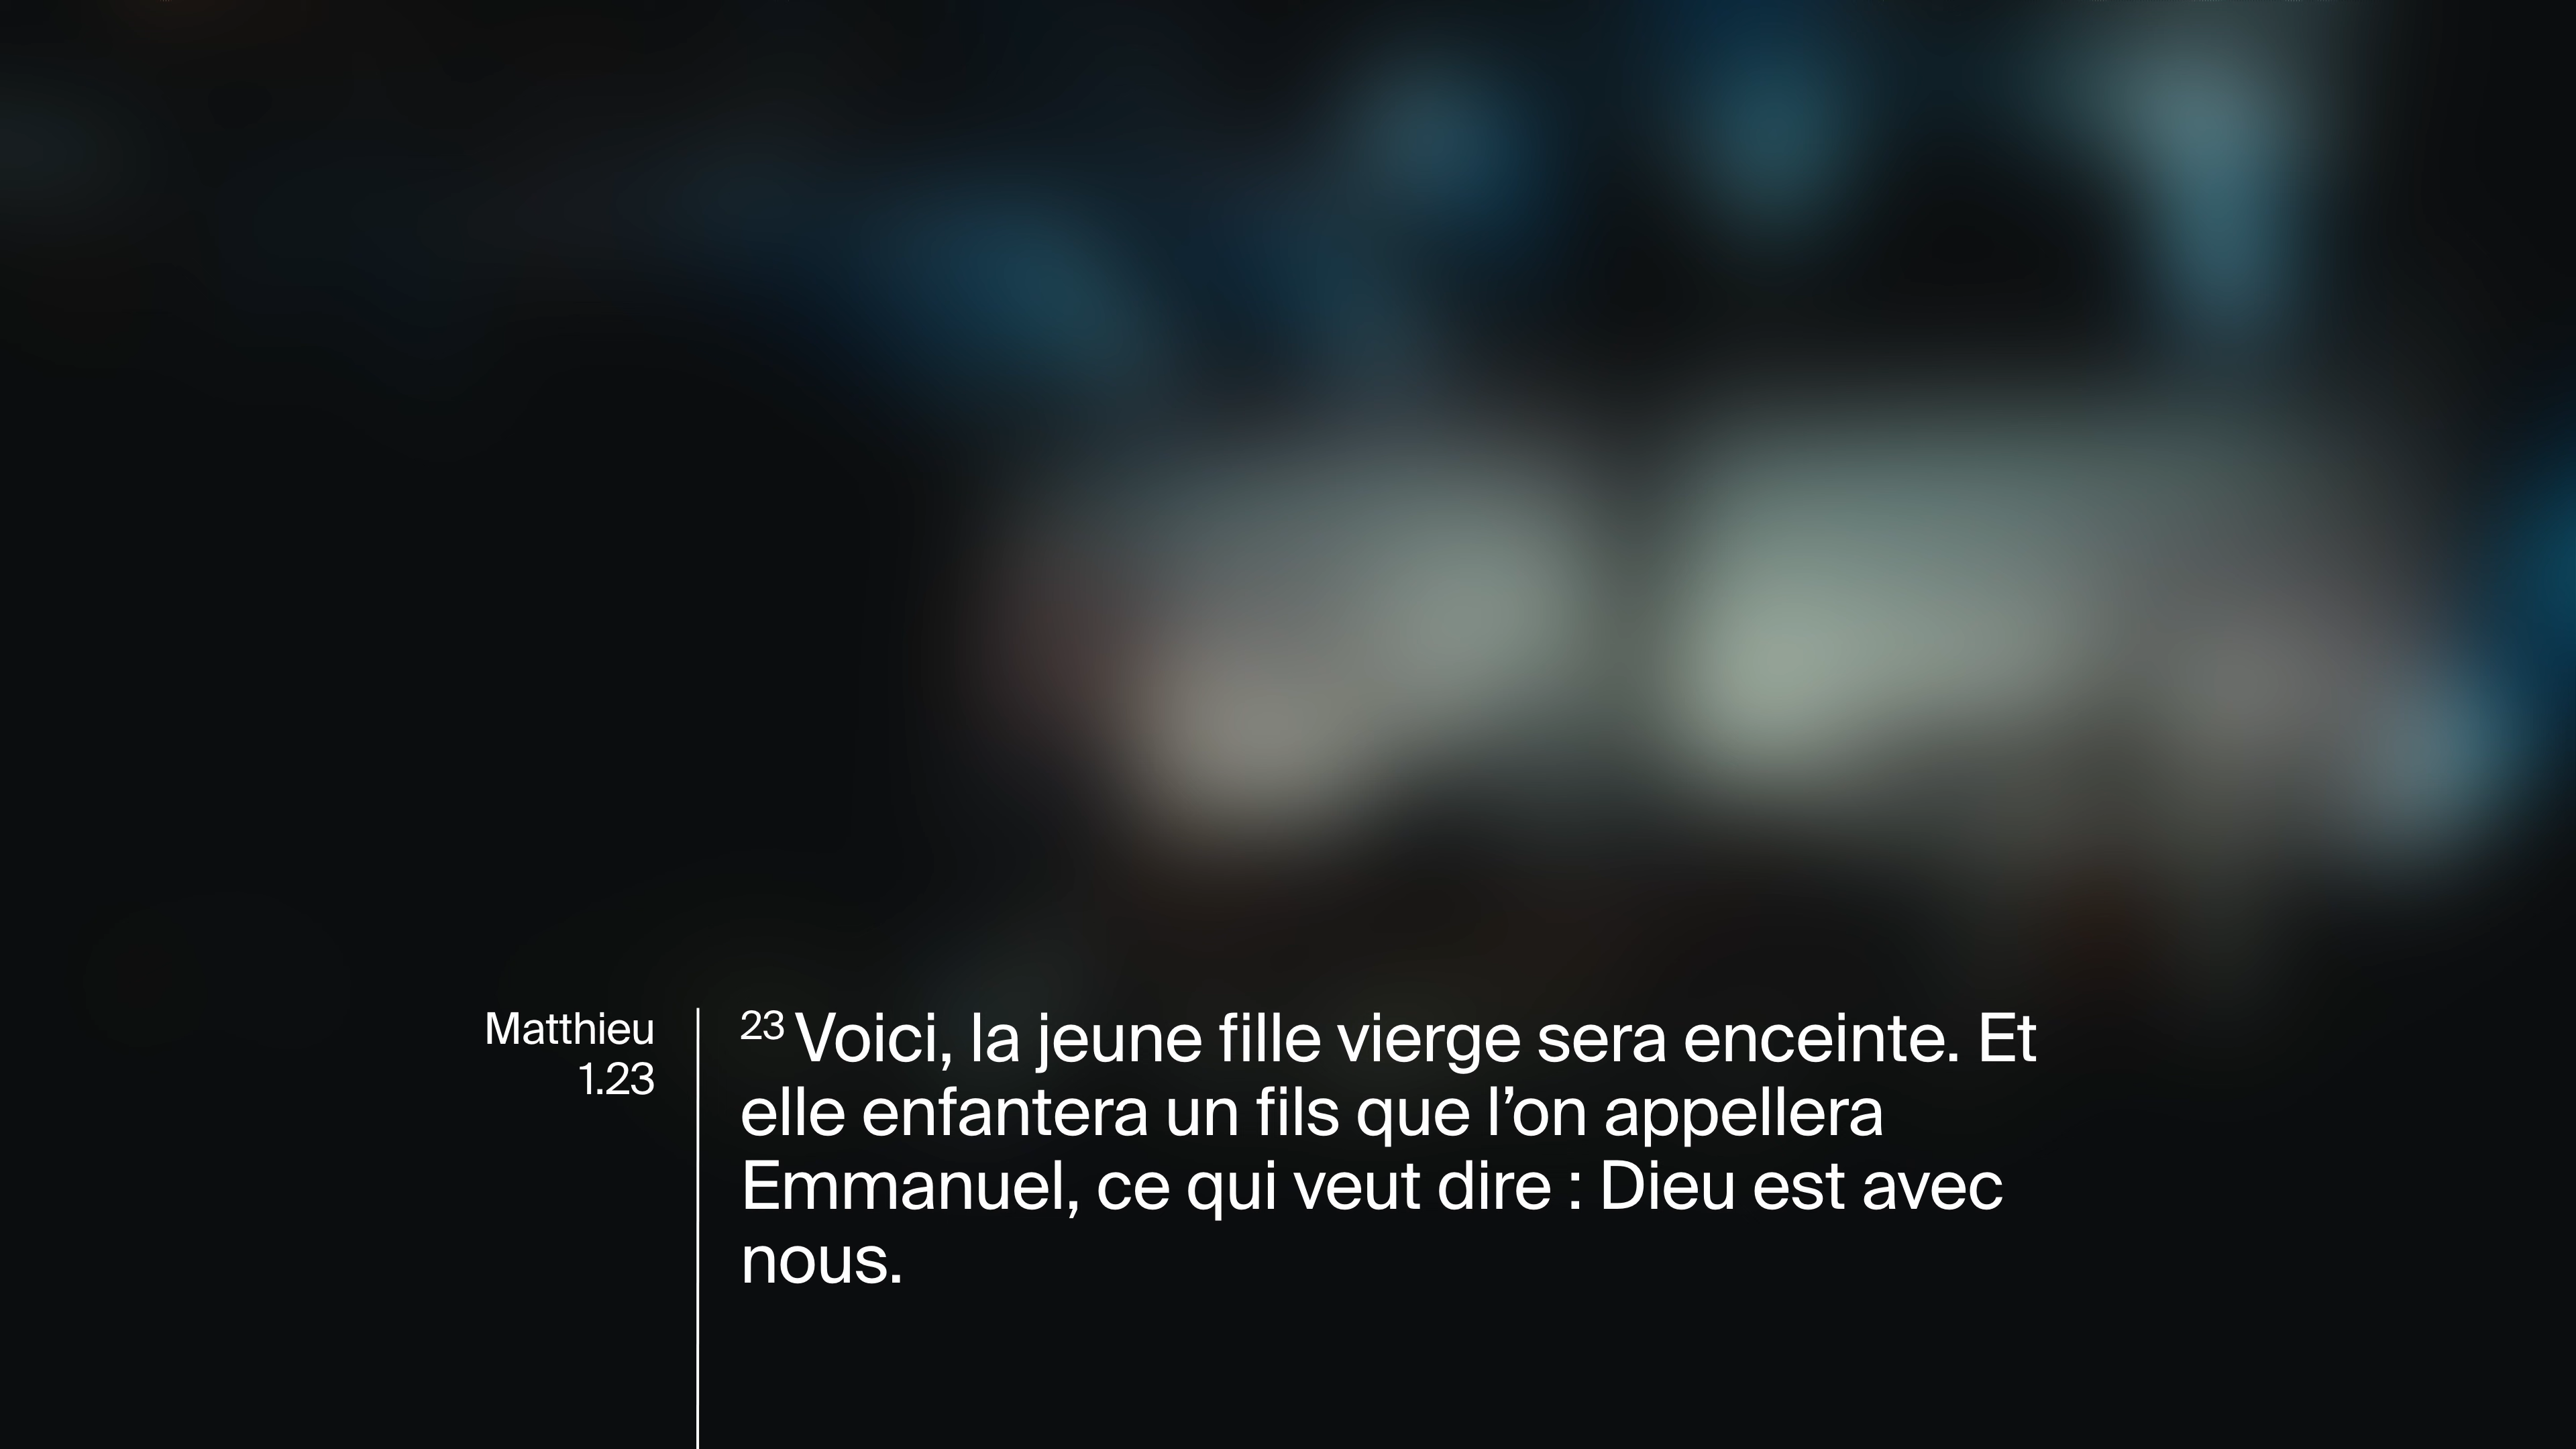 Matthieu
1.23
23 Voici, la jeune fille vierge sera enceinte. Et
elle enfantera un fils que l’on appellera
Emmanuel, ce qui veut dire : Dieu est avec
nous.